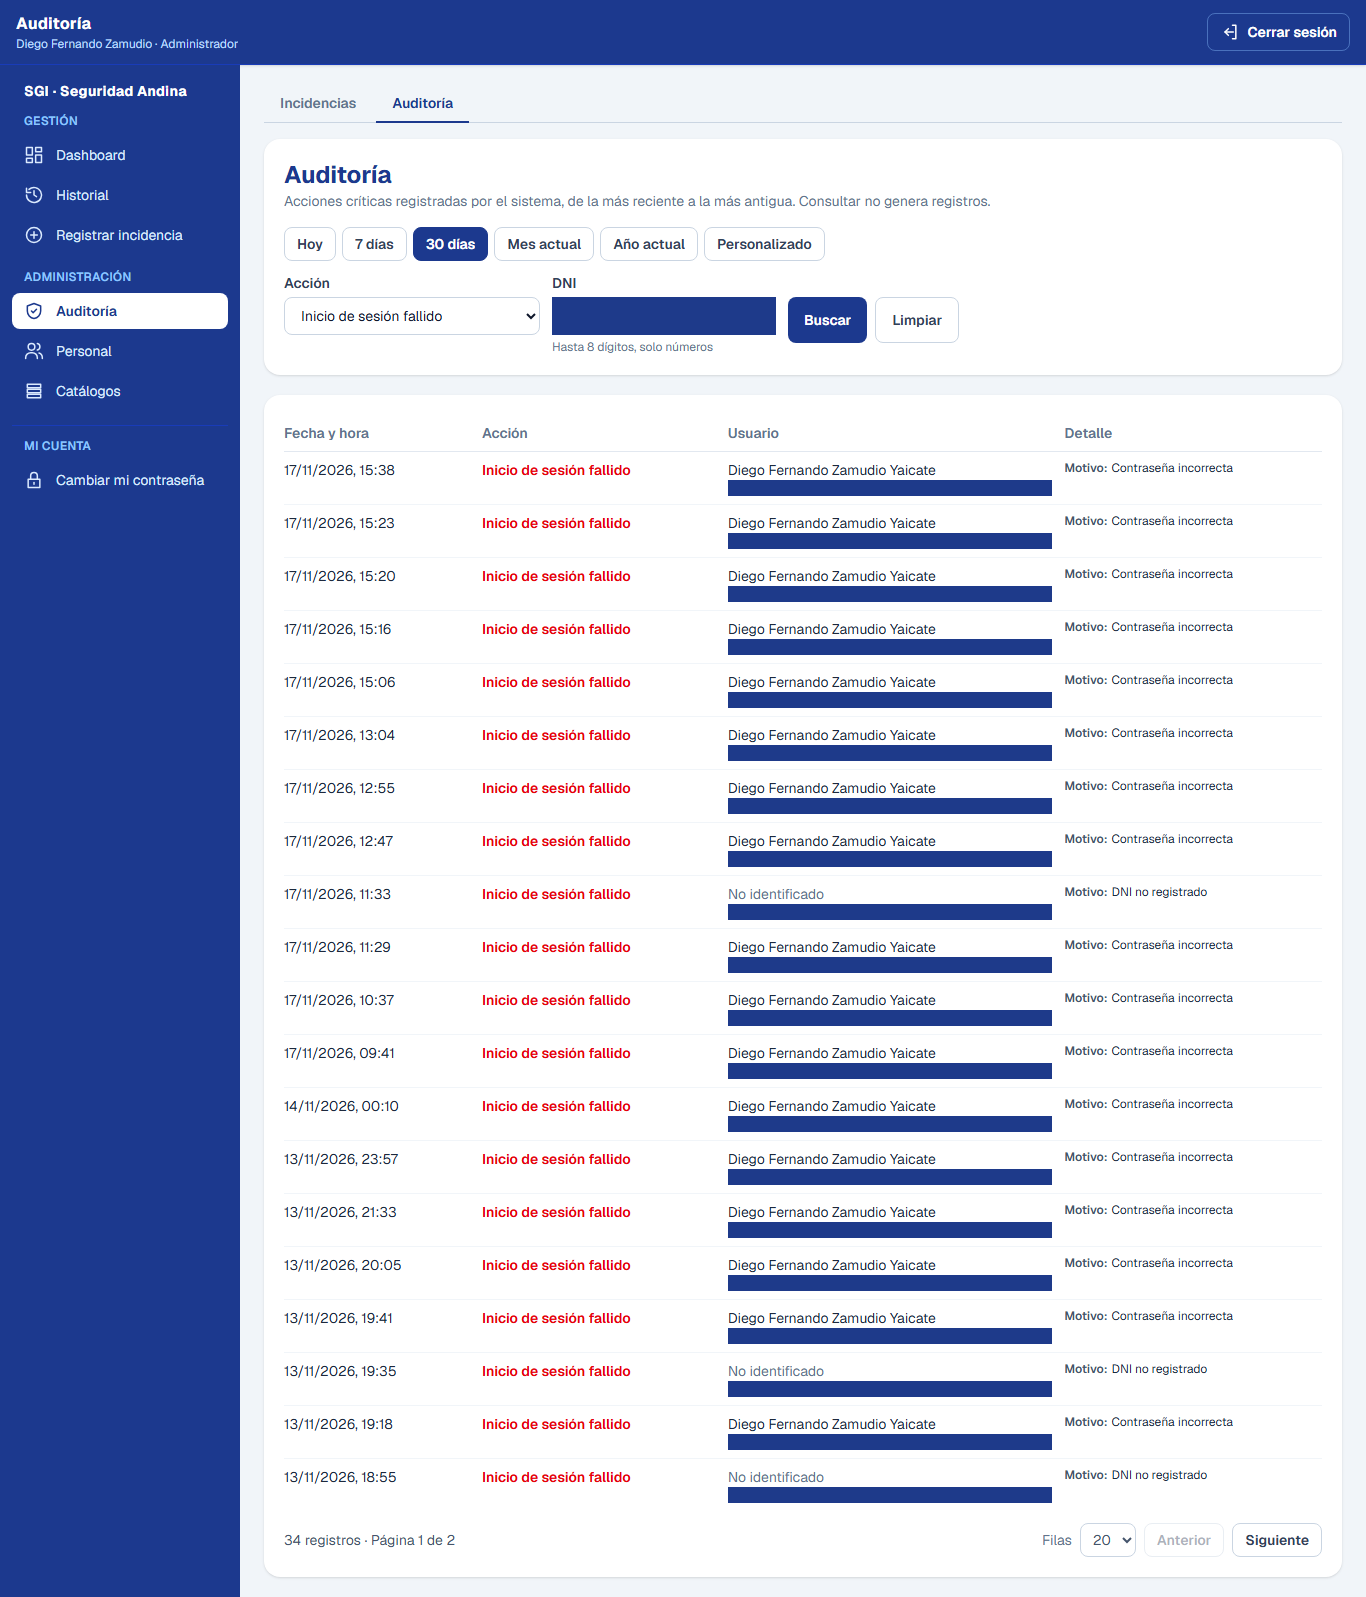 Auditoría
Diego Fernando Zamudio · Administrador
Cerrar sesión
SGI · Seguridad Andina
GESTIÓN
Dashboard
Historial
Registrar incidencia
ADMINISTRACIÓN
Auditoría
Personal
Catálogos
MI CUENTA
Cambiar mi contraseña
Incidencias Auditoría
Auditoría
Acciones críticas registradas por el sistema, de la más reciente a la más antigua. Consultar no genera registros.
Hoy 7 días 30 días Mes actual Año actual Personalizado
Acción DNI
Inicio de sesión fallido Buscar Limpiar
Hasta 8 dígitos, solo números
Fecha y hora Acción Usuario Detalle
17/11/2026, 15:38 Inicio de sesión fallido Diego Fernando Zamudio Yaicate Motivo: Contraseña incorrecta
17/11/2026, 15:23 Inicio de sesión fallido Diego Fernando Zamudio Yaicate Motivo: Contraseña incorrecta
17/11/2026, 15:20 Inicio de sesión fallido Diego Fernando Zamudio Yaicate Motivo: Contraseña incorrecta
17/11/2026, 15:16 Inicio de sesión fallido Diego Fernando Zamudio Yaicate Motivo: Contraseña incorrecta
17/11/2026, 15:06 Inicio de sesión fallido Diego Fernando Zamudio Yaicate Motivo: Contraseña incorrecta
17/11/2026, 13:04 Inicio de sesión fallido Diego Fernando Zamudio Yaicate Motivo: Contraseña incorrecta
17/11/2026, 12:55 Inicio de sesión fallido Diego Fernando Zamudio Yaicate Motivo: Contraseña incorrecta
17/11/2026, 12:47 Inicio de sesión fallido Diego Fernando Zamudio Yaicate Motivo: Contraseña incorrecta
17/11/2026, 11:33 Inicio de sesión fallido No identificado Motivo: DNI no registrado
17/11/2026, 11:29 Inicio de sesión fallido Diego Fernando Zamudio Yaicate Motivo: Contraseña incorrecta
17/11/2026, 10:37 Inicio de sesión fallido Diego Fernando Zamudio Yaicate Motivo: Contraseña incorrecta
17/11/2026, 09:41 Inicio de sesión fallido Diego Fernando Zamudio Yaicate Motivo: Contraseña incorrecta
14/11/2026, 00:10 Inicio de sesión fallido Diego Fernando Zamudio Yaicate Motivo: Contraseña incorrecta
13/11/2026, 23:57 Inicio de sesión fallido Diego Fernando Zamudio Yaicate Motivo: Contraseña incorrecta
13/11/2026, 21:33 Inicio de sesión fallido Diego Fernando Zamudio Yaicate Motivo: Contraseña incorrecta
13/11/2026, 20:05 Inicio de sesión fallido Diego Fernando Zamudio Yaicate Motivo: Contraseña incorrecta
13/11/2026, 19:41 Inicio de sesión fallido Diego Fernando Zamudio Yaicate Motivo: Contraseña incorrecta
13/11/2026, 19:35 Inicio de sesión fallido No identificado Motivo: DNI no registrado
13/11/2026, 19:18 Inicio de sesión fallido Diego Fernando Zamudio Yaicate Motivo: Contraseña incorrecta
13/11/2026, 18:55 Inicio de sesión fallido No identificado Motivo: DNI no registrado
34 registros · Página 1 de 2 Filas 20 Anterior Siguiente